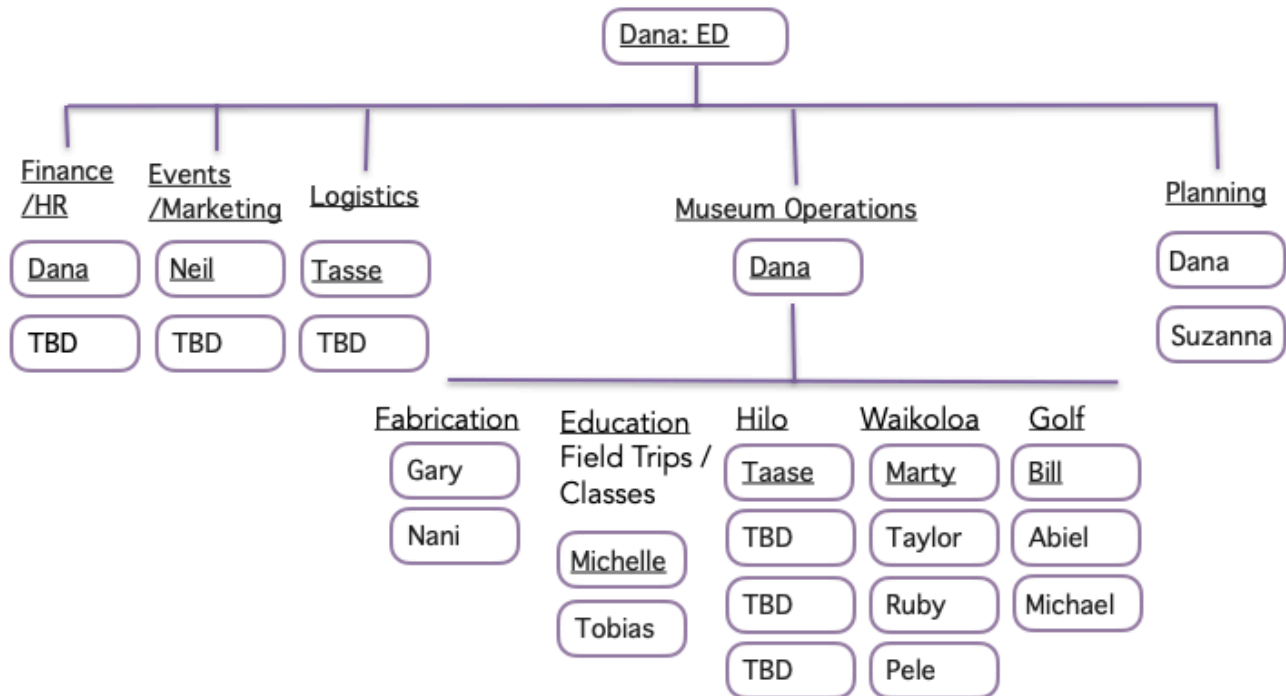 Dana: ED
Finance
/HR
Dana
TBD
Events
/Marketing
Neil
TBD
Logistics
Tasse
TBD
Museum Operations
Dana
Planning
Dana
Suzanna
Fabrication
Gary
Nani
Education
Field Trips /
Classes
Michelle
Tobias
Hilo
Taase
TBD
TBD
TBD
Waikoloa
Marty
Taylor
Ruby
Pele
Golf
Bill
Abiel
Michael